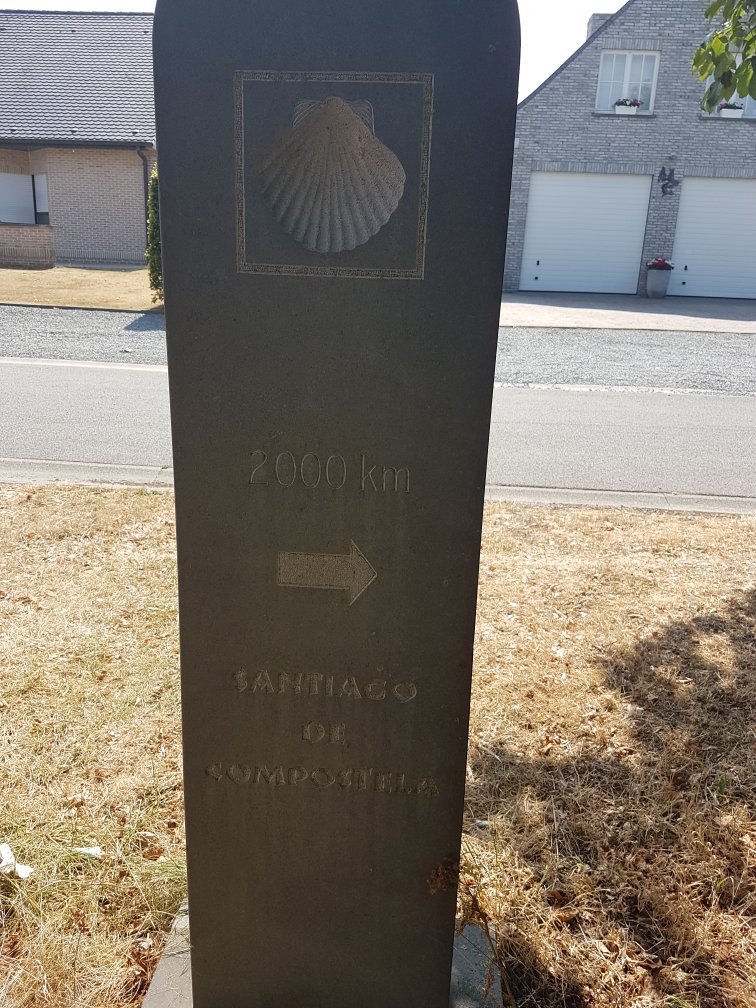 2000 km
SANTIAGO
DE
COMPOSTELA